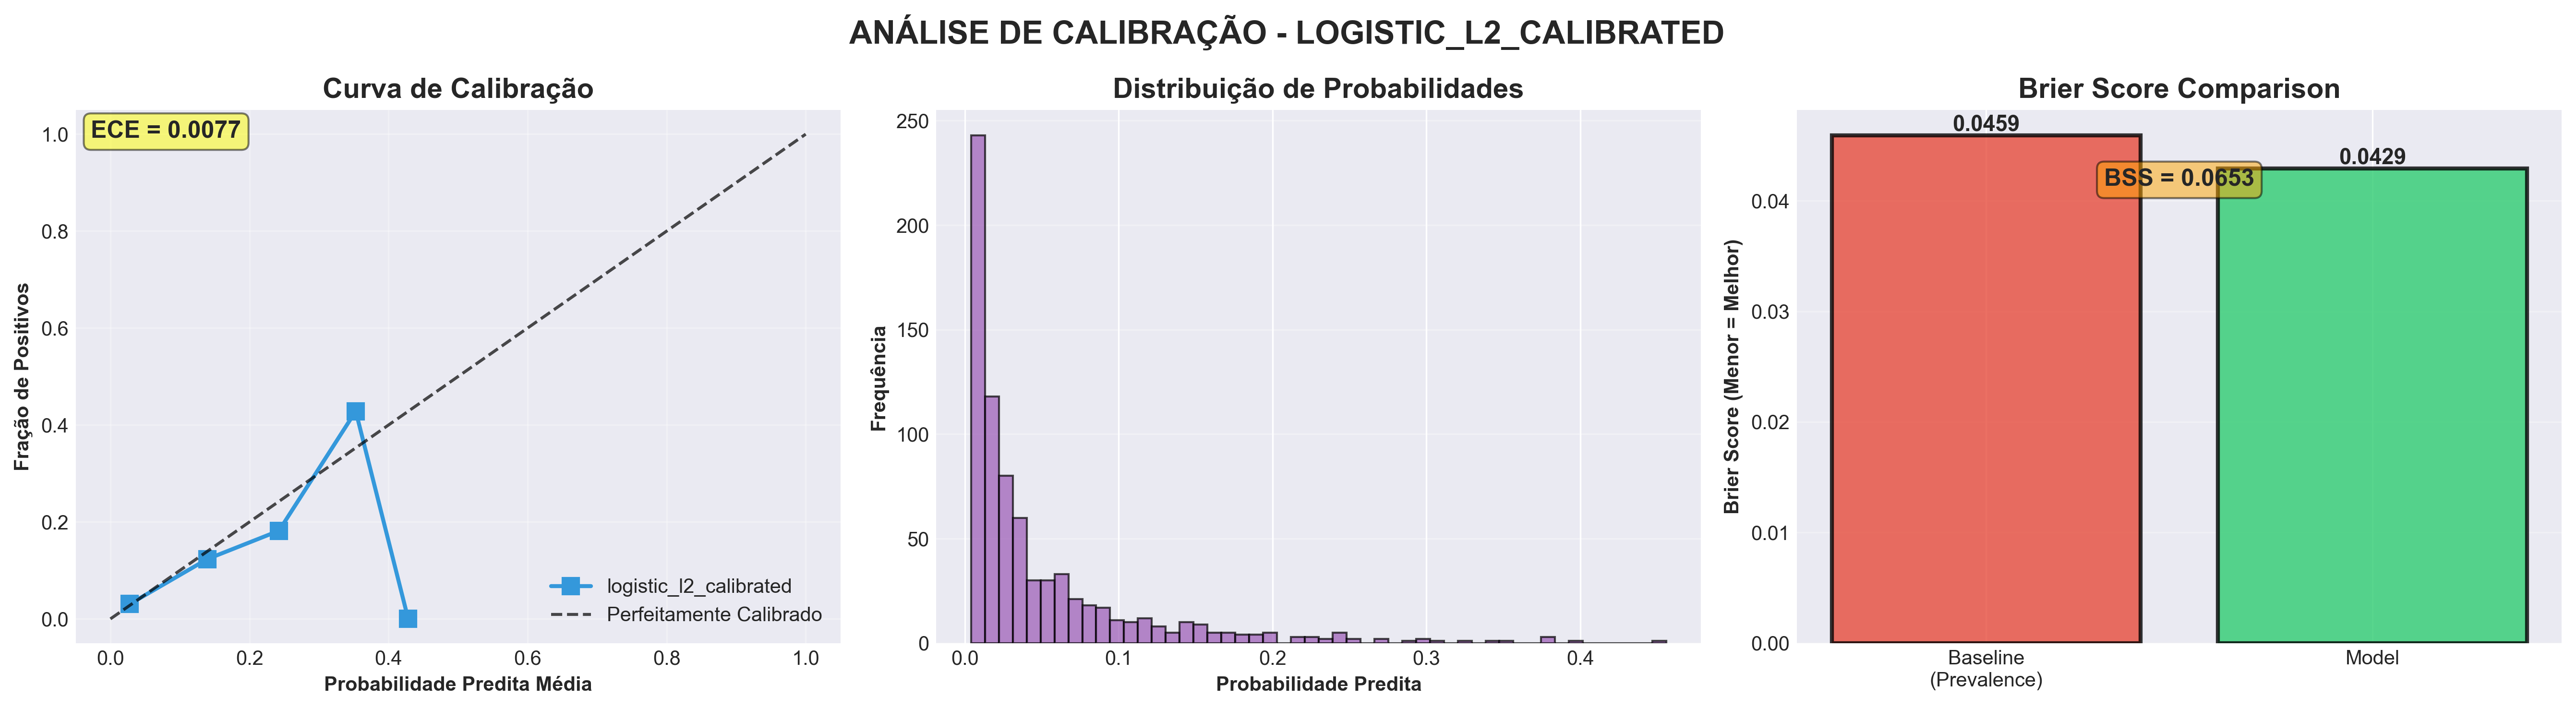 ANÁLISE DE CALIBRAÇÃO - LOGISTIC_L2_CALIBRATED
Curva de Calibração
ECE = 0.0077
1.0
0.8
0.6
0.4
0.2
0.0
Fração de Positivos
logistic_l2_calibrated
Perfeitamente Calibrado
0.0 0.2 0.4 0.6 0.8 1.0
Probabilidade Predita Média
Distribuição de Probabilidades
250
200
150
100
50
0
Frequência
0.0 0.1 0.2 0.3 0.4
Probabilidade Predita
Brier Score Comparison
0.0459
0.0429
BSS = 0.0653
0.04
0.03
0.02
0.01
0.00
Brier Score (Menor = Melhor)
Baseline
(Prevalence)
Model